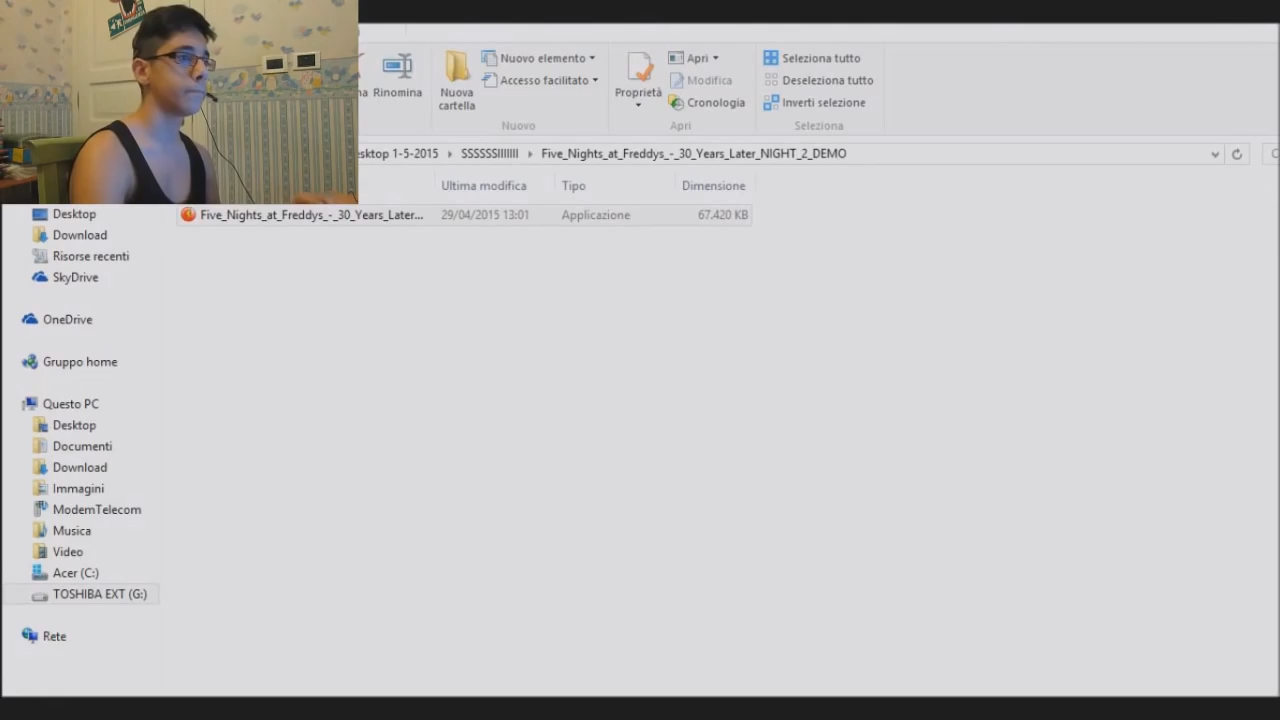 Nuovo elemento
Apri
Seleziona tutto
Accesso facilitato
Modifica
Deseleziona tutto
Rinomina
Nuova cartella
Proprietà
Cronologia
Inverti selezione
Nuovo
Apri
Seleziona
1-5-2015
SSSSSSIIIIIII
Five_Nights_at_Freddys_-_30_Years_Later_NIGHT_2_DEMO
Ultima modifica
Tipo
Dimensione
Five_Nights_at_Freddys_-_30_Years_Later...
29/04/2015 13:01
Applicazione
67.420 KB
Desktop
Download
Risorse recenti
SkyDrive
OneDrive
Gruppo home
Questo PC
Desktop
Documenti
Download
Immagini
ModemTelecom
Musica
Video
Acer (C:)
TOSHIBA EXT (G:)
Rete